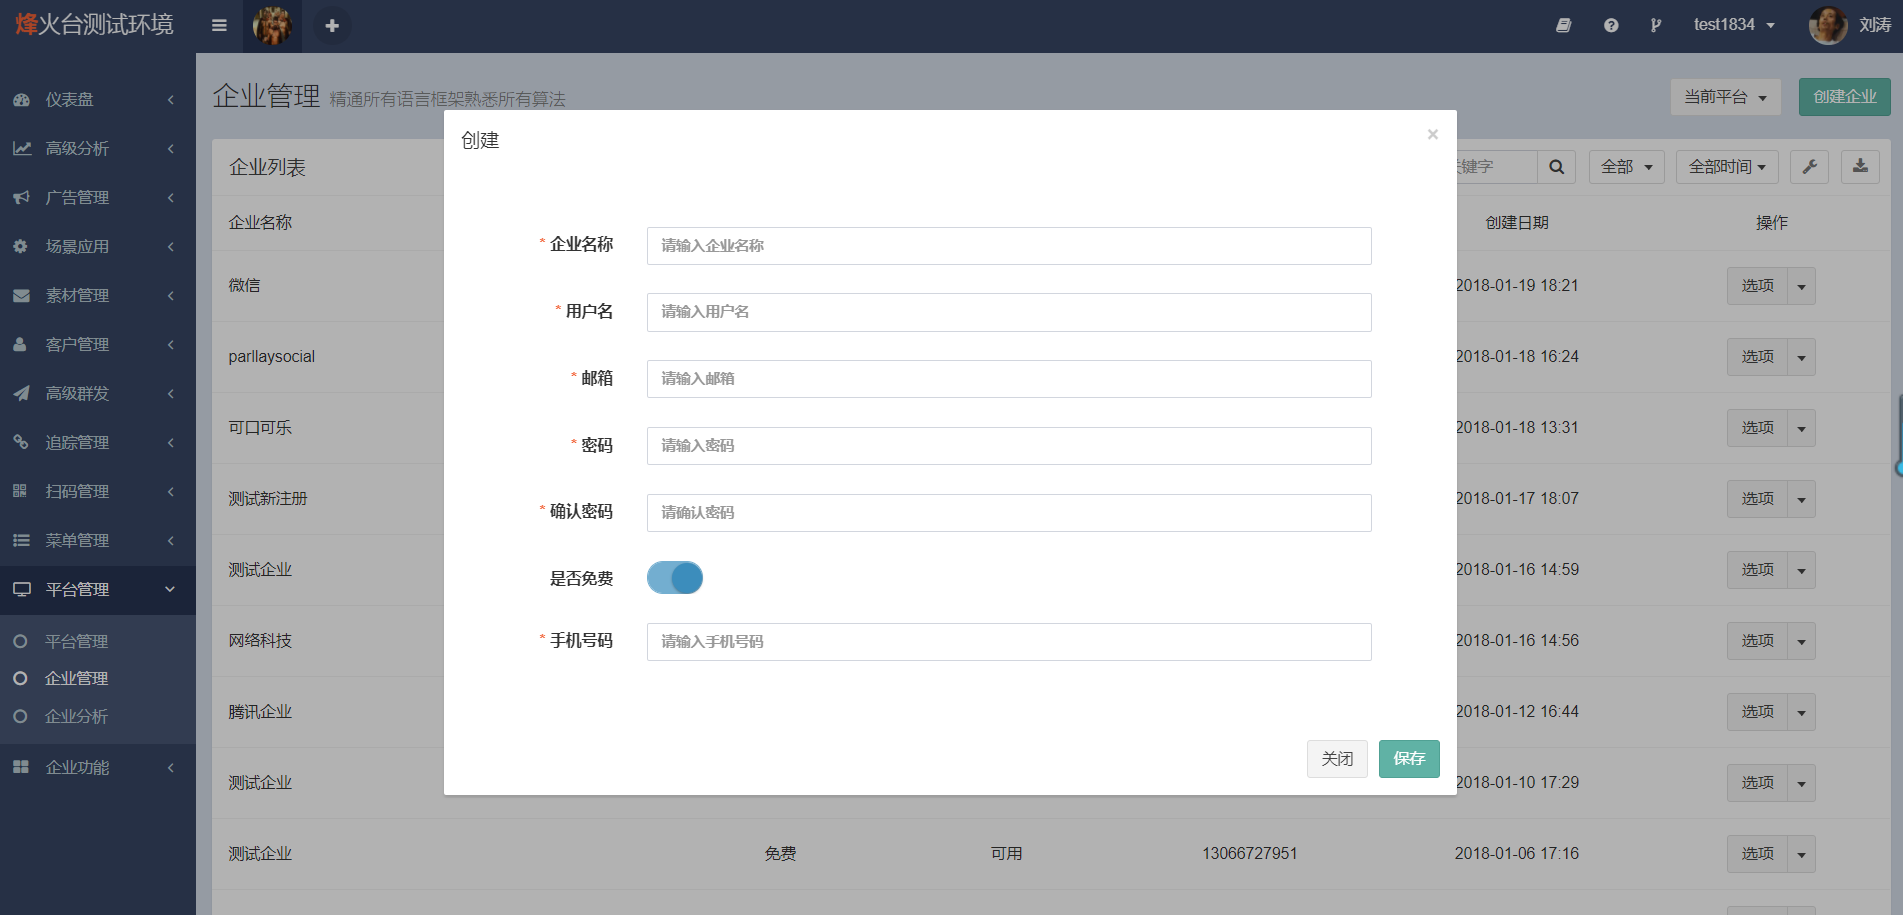 烽火台测试环境
test1834
刘涛
仪表盘
高级分析
广告管理
场景应用
素材管理
客户管理
高级群发
追踪管理
扫码管理
菜单管理
平台管理
平台管理
企业管理
企业分析
企业功能
企业管理 精通所有语言框架熟悉所有算法
当前平台
创建企业
企业列表
键字
全部
全部时间
企业名称
创建日期
操作
微信
2018-01-19 18:21
选项
parllaysocial
2018-01-18 16:24
选项
可口可乐
2018-01-18 13:31
选项
测试新注册
2018-01-17 18:07
选项
测试企业
2018-01-16 14:59
选项
网络科技
2018-01-16 14:56
选项
腾讯企业
2018-01-12 16:44
选项
测试企业
2018-01-10 17:29
选项
测试企业
免费
可用
13066727951
2018-01-06 17:16
选项
创建
×
* 企业名称
请输入企业名称
* 用户名
请输入用户名
* 邮箱
请输入邮箱
* 密码
请输入密码
* 确认密码
请确认密码
是否免费
* 手机号码
请输入手机号码
关闭
保存